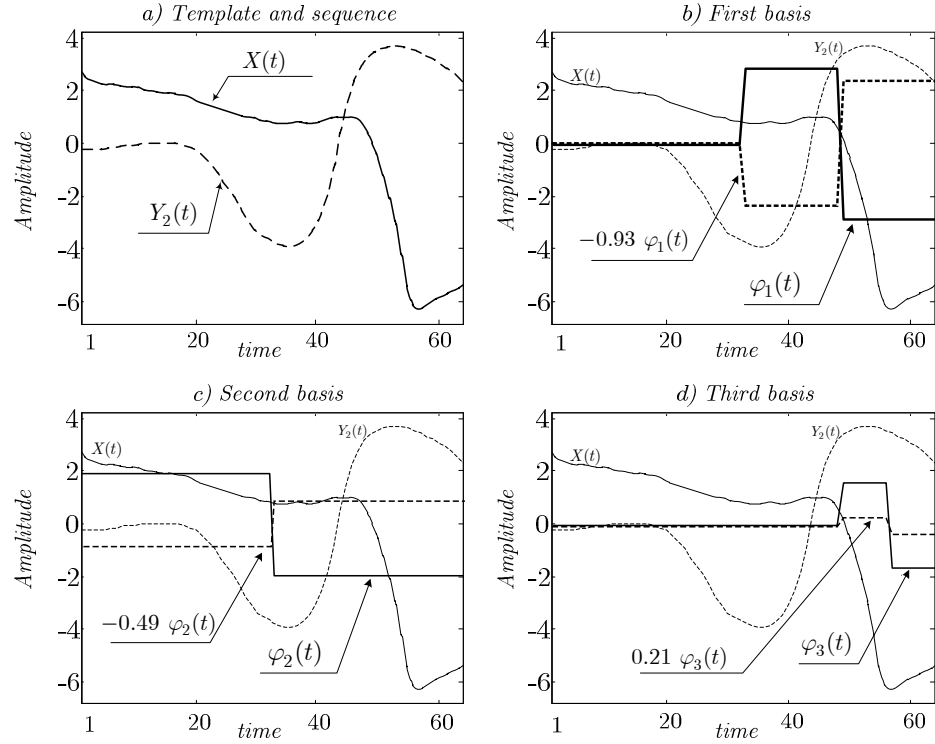 a) Template and sequence
b) First basis
Amplitude
4
2
0
-2
-4
-6
X(t)
Y₂(t)
1
20
40
60
time
Amplitude
4
2
0
-2
-4
-6
X(t)
Y₂(t)
−0.93 φ₁(t)
φ₁(t)
1
20
40
60
time
c) Second basis
d) Third basis
Amplitude
4
2
0
-2
-4
-6
X(t)
Y₂(t)
−0.49 φ₂(t)
φ₂(t)
1
20
40
60
time
Amplitude
4
2
0
-2
-4
-6
X(t)
Y₂(t)
0.21 φ₃(t)
φ₃(t)
1
20
40
60
time